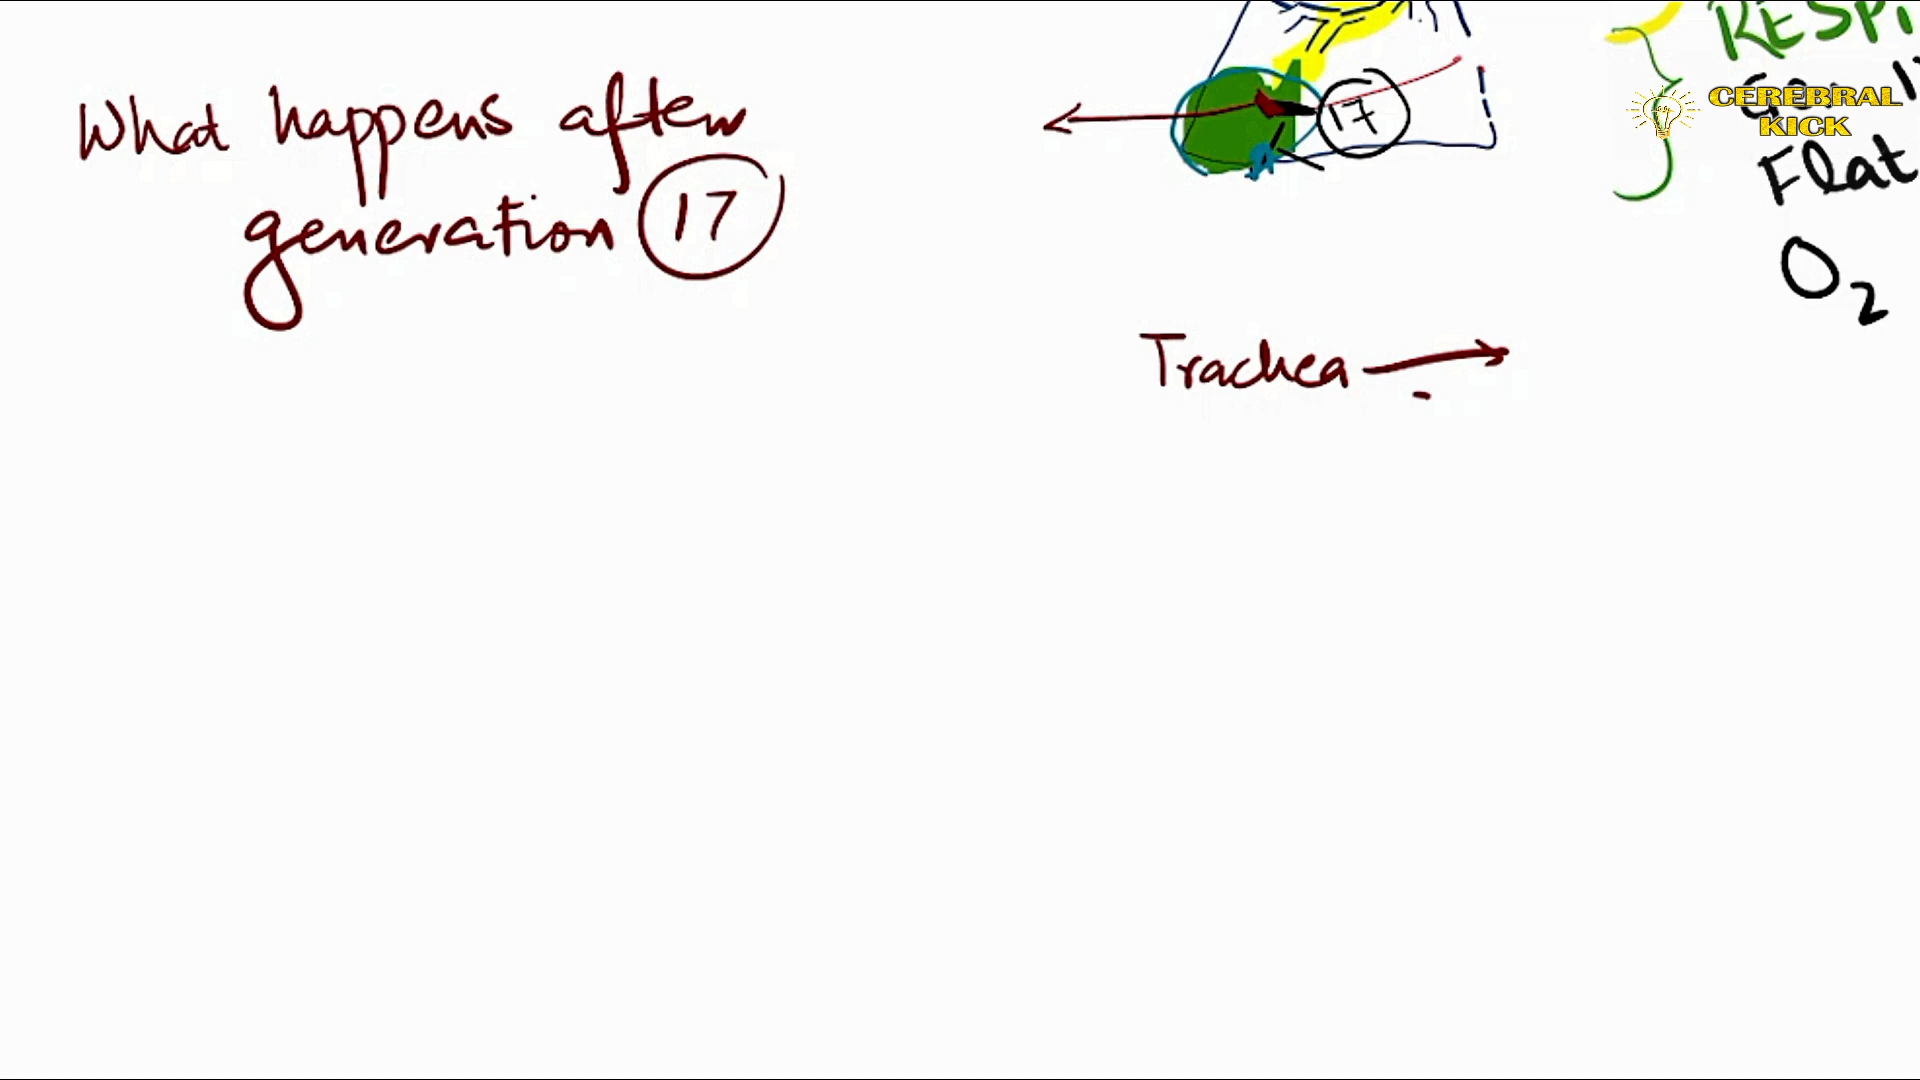 What happens after
generation 17
17
Trachea
CEREBRAL
KICK
Flat
O2